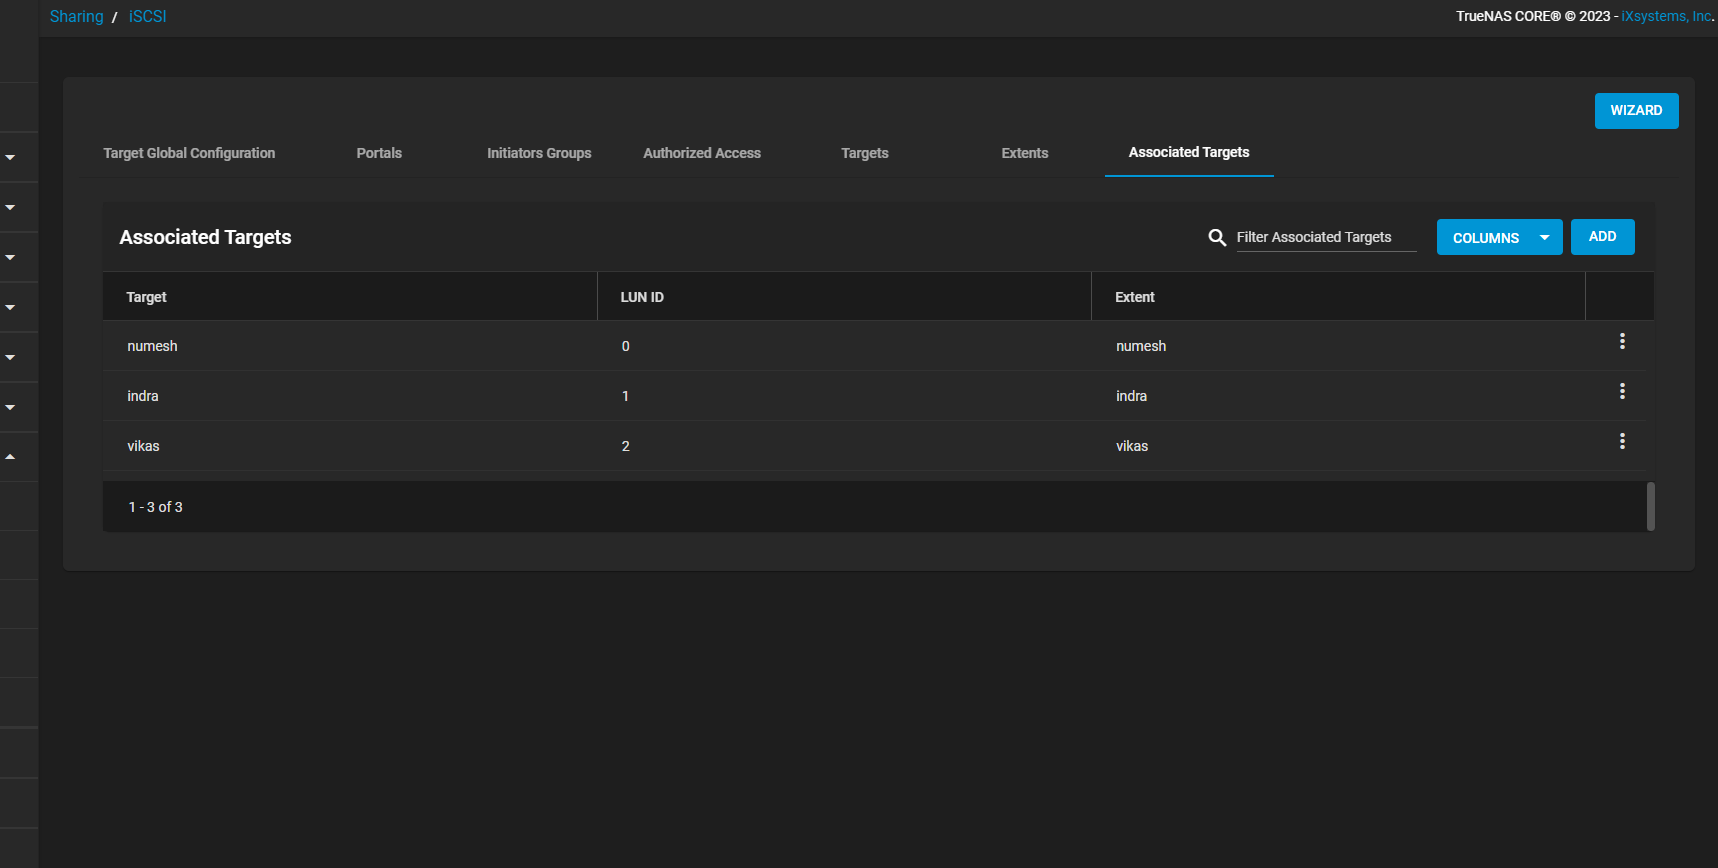 Sharing / iSCSI
TrueNAS CORE® © 2023 - iXsystems, Inc.
WIZARD
Target Global Configuration
Portals
Initiators Groups
Authorized Access
Targets
Extents
Associated Targets
Associated Targets
Filter Associated Targets
COLUMNS
ADD
Target LUN ID Extent
numesh 0 numesh
indra 1 indra
vikas 2 vikas
1 - 3 of 3